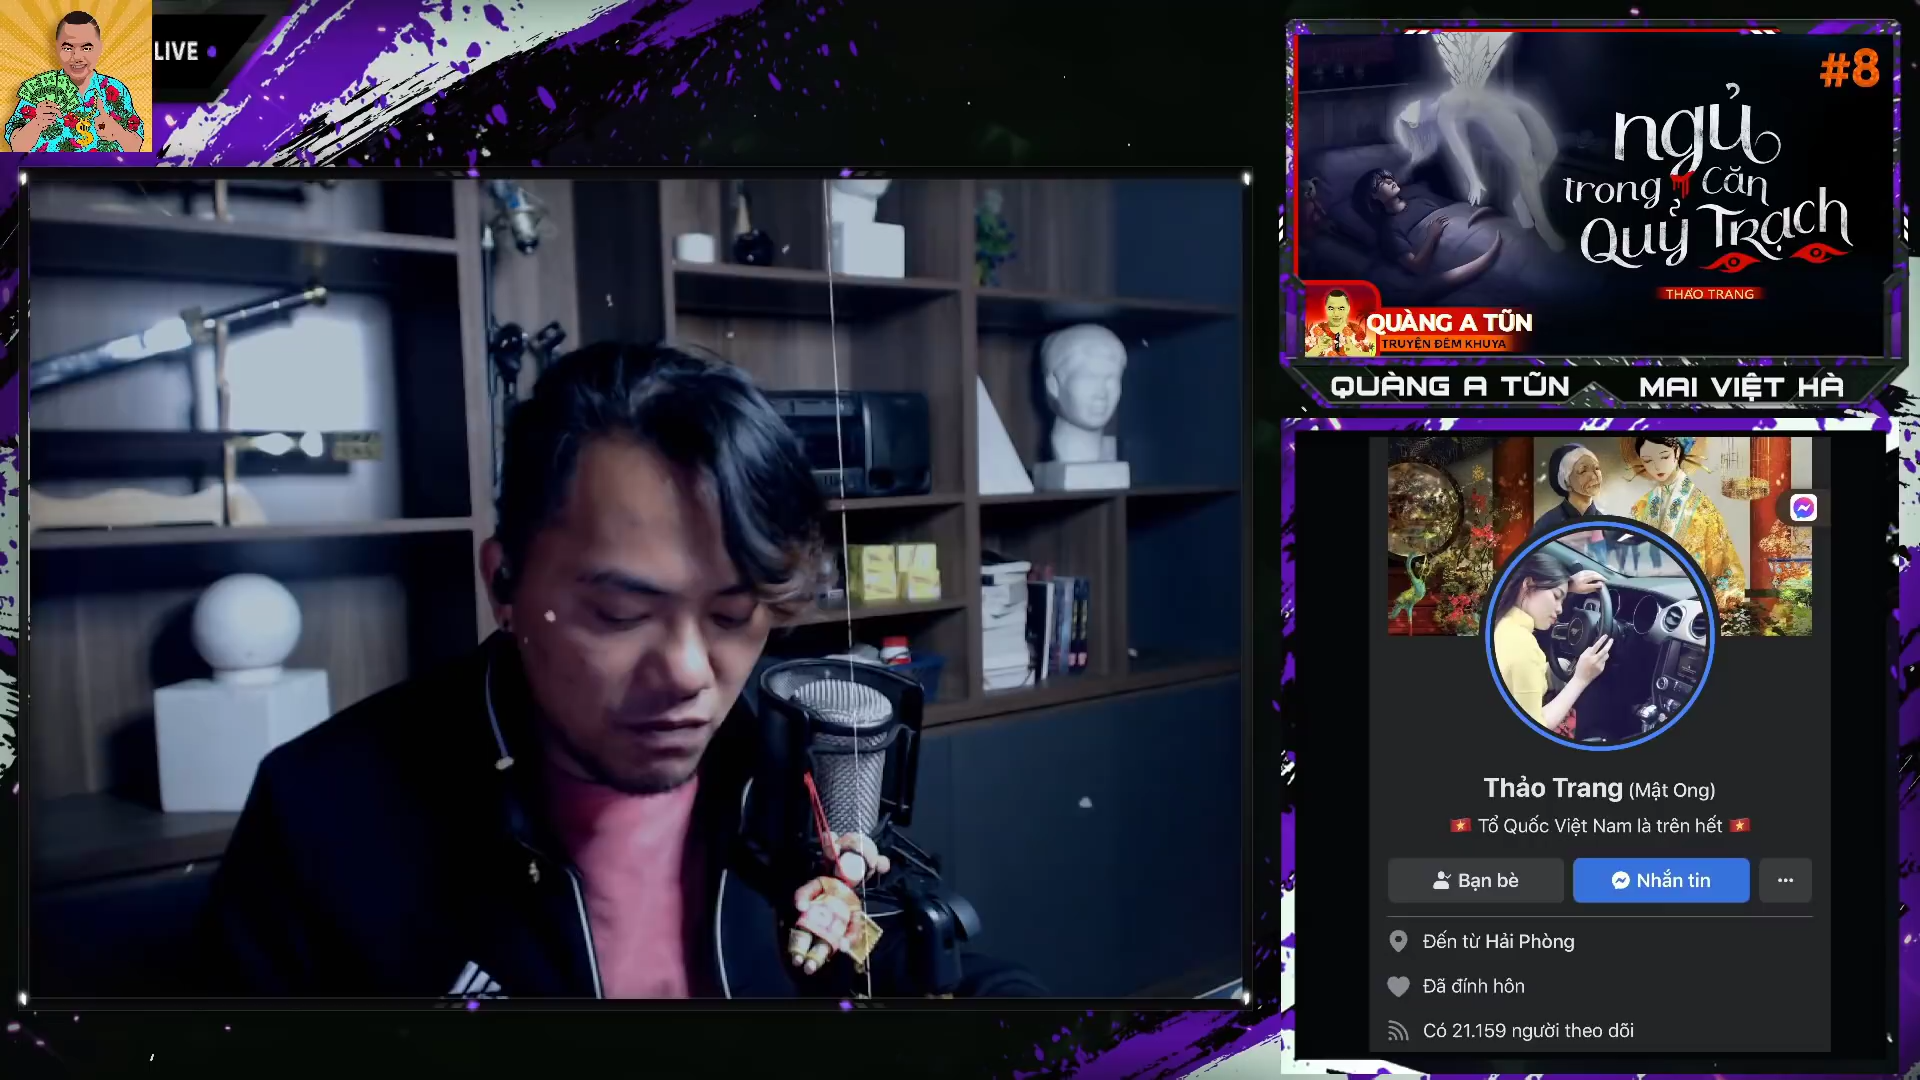 LIVE
#8
ngủ
trong Căn
Quỷ Trạch
THẢO TRANG
QUÀNG A TŨN
TRUYỆN ĐÊM KHUYA
QUÀNG A TŨN MAI VIỆT HÀ
Thảo Trang (Mật Ong)
🇻🇳 Tổ Quốc Việt Nam là trên hết 🇻🇳
Bạn bè
Nhắn tin
...
Đến từ Hải Phòng
Đã đính hôn
Có 21.159 người theo dõi